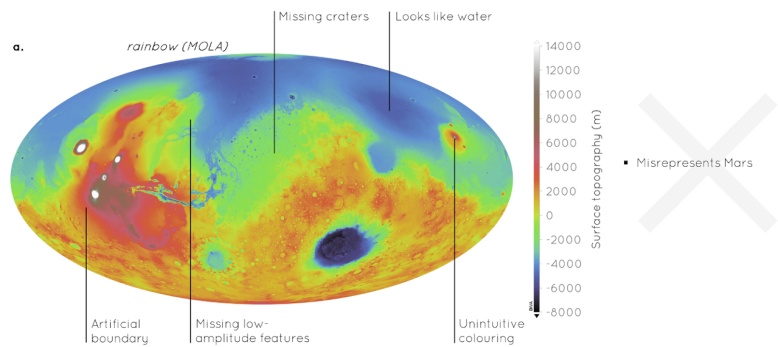 Missing craters
Looks like water
a.
rainbow (MOLA)
14000
12000
10000
8000
6000
4000
2000
0
-2000
-4000
-6000
-8000
Surface topography (m)
Misrepresents Mars
Artificial
boundary
Missing low-
amplitude features
Unintuitive
colouring